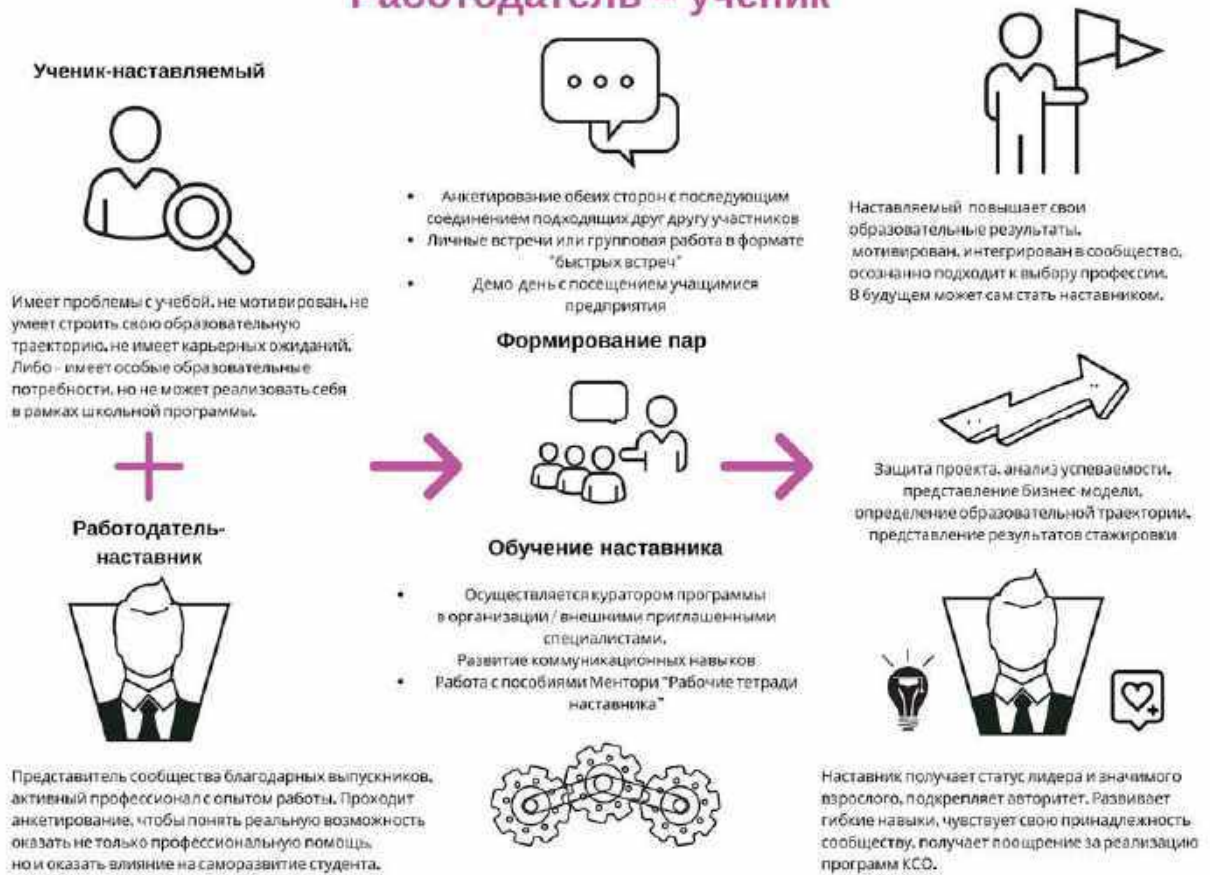 Работодатель – ученик
Ученик-наставляемый
Имеет проблемы с учебой, не мотивирован, не
умеет строить свою образовательную
траекторию, не имеет карьерных ожиданий.
Либо - имеет особые образовательные
потребности, но не может реализовать себя
в рамках школьной программы.
Работодатель-
наставник
Представитель сообщества благодарных выпускников,
активный профессионал с опытом работы. Проходит
анкетирование, чтобы понять реальную возможность
оказать не только профессиональную помощь,
но и оказать влияние на саморазвитие студента.
• Анкетирование обеих сторон с последующим
соединением подходящих друг другу участников
• Личные встречи или групповая работа в формате
"быстрых встреч"
• Демо-день с посещением учащимися
предприятия
Формирование пар
Обучение наставника
• Осуществляется куратором программы
в организации / внешними приглашенными
специалистами.
Развитие коммуникационных навыков
• Работа с пособиями Ментори "Рабочие тетради
наставника"
Наставляемый повышает свои
образовательные результаты,
мотивирован, интегрирован в сообщество,
осознанно подходит к выбору профессии.
В будущем может сам стать наставником.
Защита проекта, анализ успеваемости,
представление бизнес-модели,
определение образовательной траектории,
представление результатов стажировки
Наставник получает статус лидера и значимого
взрослого, подкрепляет авторитет. Развивает
гибкие навыки, чувствует свою принадлежность
сообществу, получает поощрение за реализацию
программ КСО.